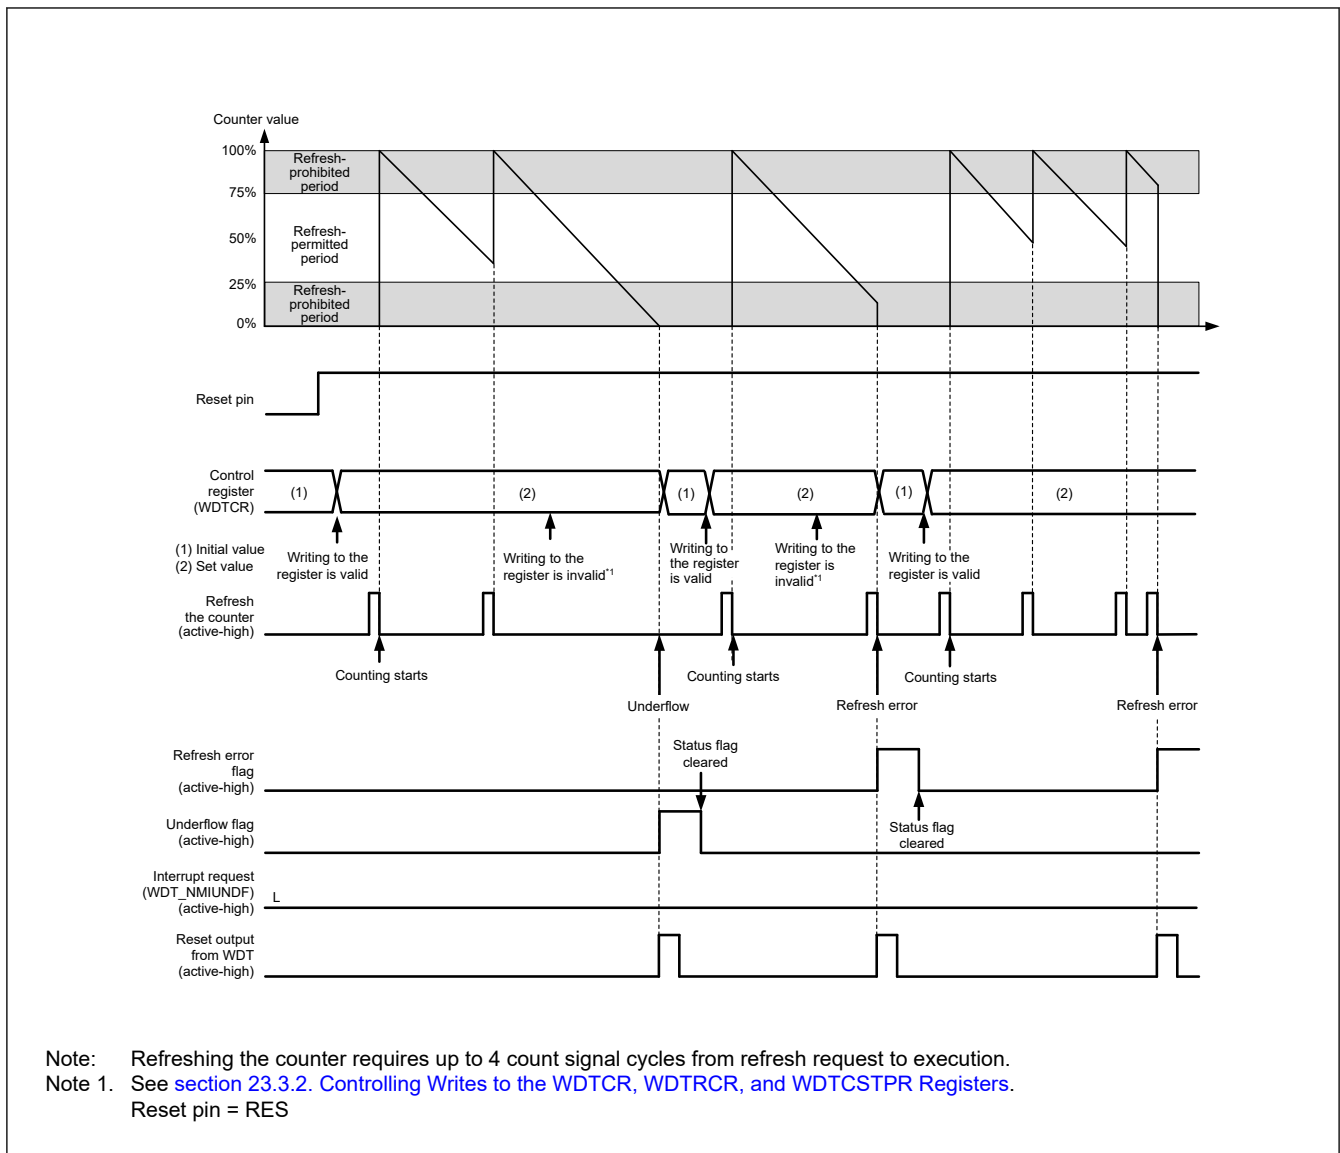 Counter value
100%
Refresh-
prohibited
period
75%
Refresh-
permitted
period
50%
25%
Refresh-
prohibited
period
0%
Reset pin
Control
register
(WDTCR)
(1)
(2)
(1)
(2)
(1)
(2)
(1) Initial value
(2) Set value
Writing to the
register is valid
Writing to the
register is invalid*1
Writing to
the register
is valid
Writing to the
register is
invalid*1
Writing to the
register is valid
Refresh
the counter
(active-high)
Counting starts
Counting starts
Counting starts
Underflow
Refresh error
Refresh error
Refresh error
flag
(active-high)
Status flag
cleared
Underflow flag
(active-high)
Status flag
cleared
Interrupt request
(WDT_NMIUNDF)
(active-high)
L
Reset output
from WDT
(active-high)
Note: Refreshing the counter requires up to 4 count signal cycles from refresh request to execution.
Note 1. See section 23.3.2. Controlling Writes to the WDTCR, WDTRCR, and WDTCSTPR Registers.
Reset pin = RES